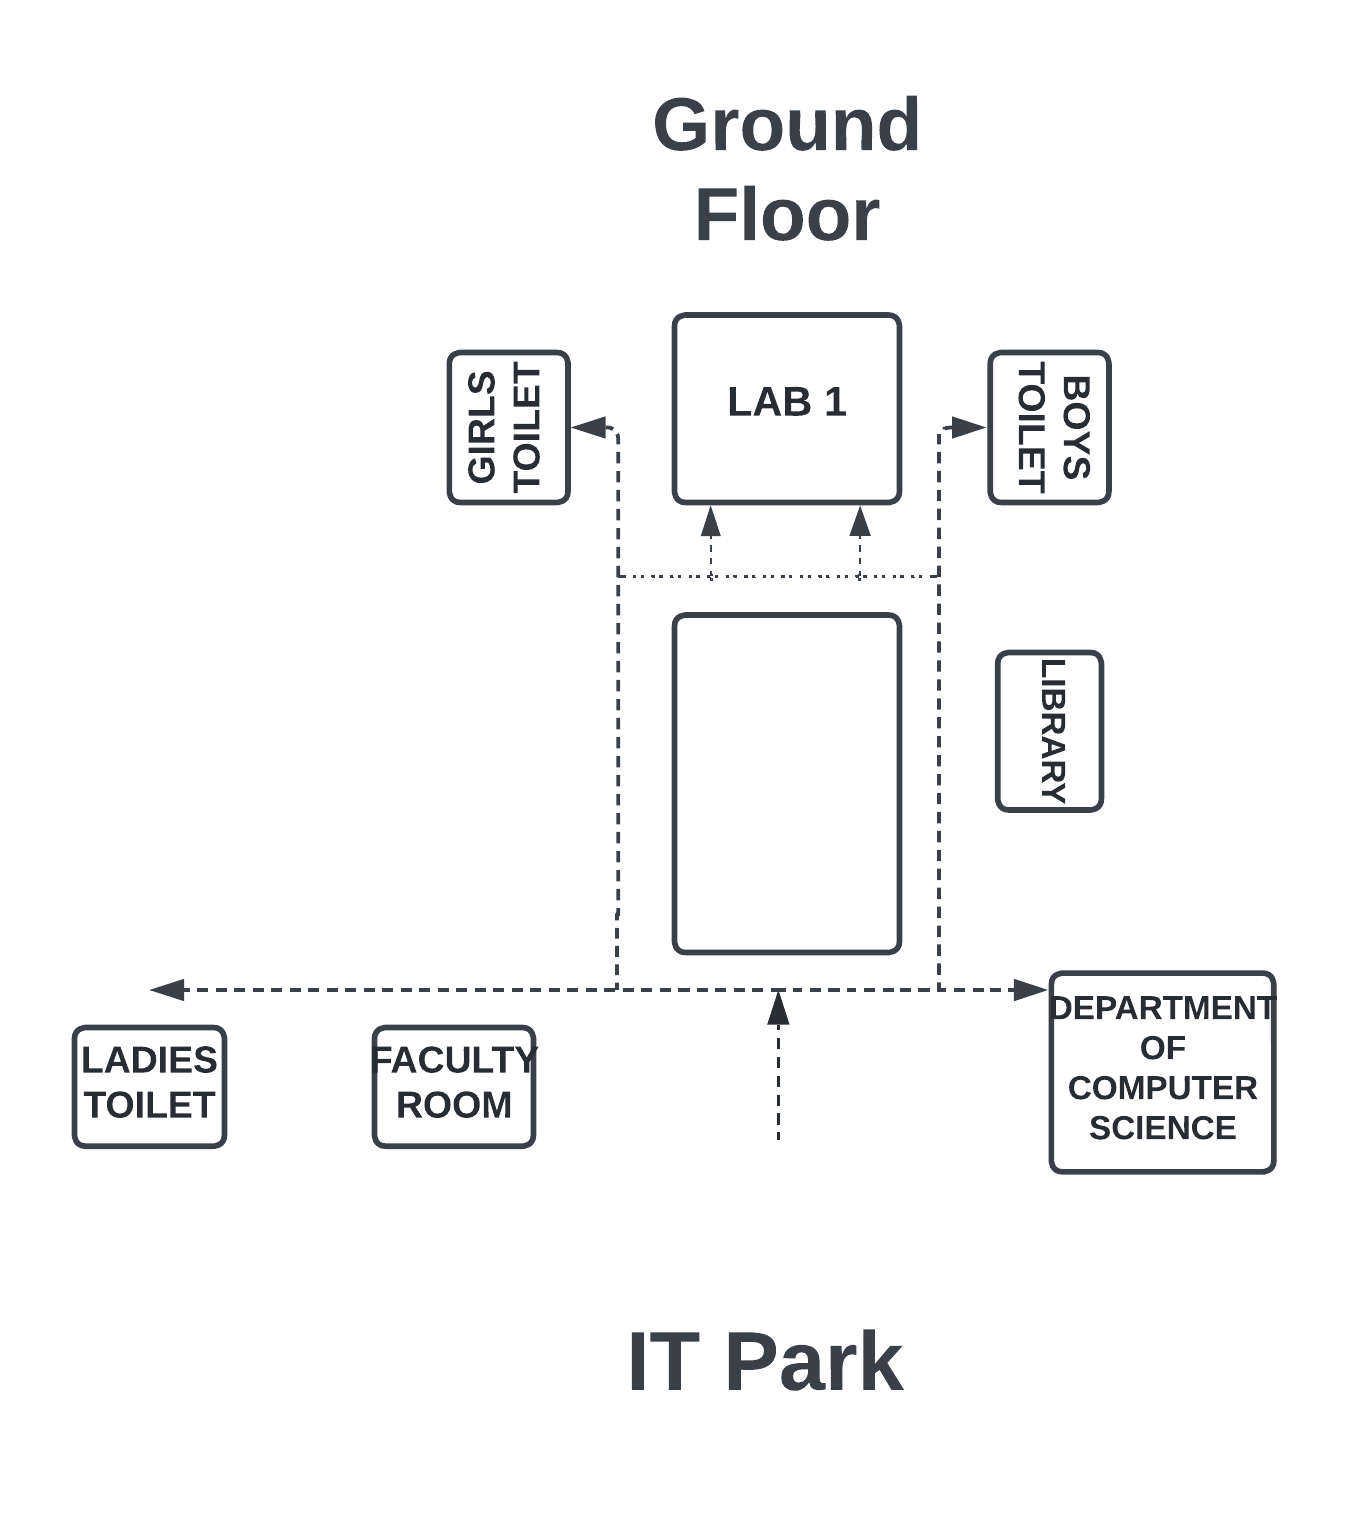 Ground
Floor
GIRLS
TOILET
LAB 1
BOYS
TOILET
LIBRARY
LADIES
TOILET
FACULTY
ROOM
DEPARTMENT
OF
COMPUTER
SCIENCE
IT Park